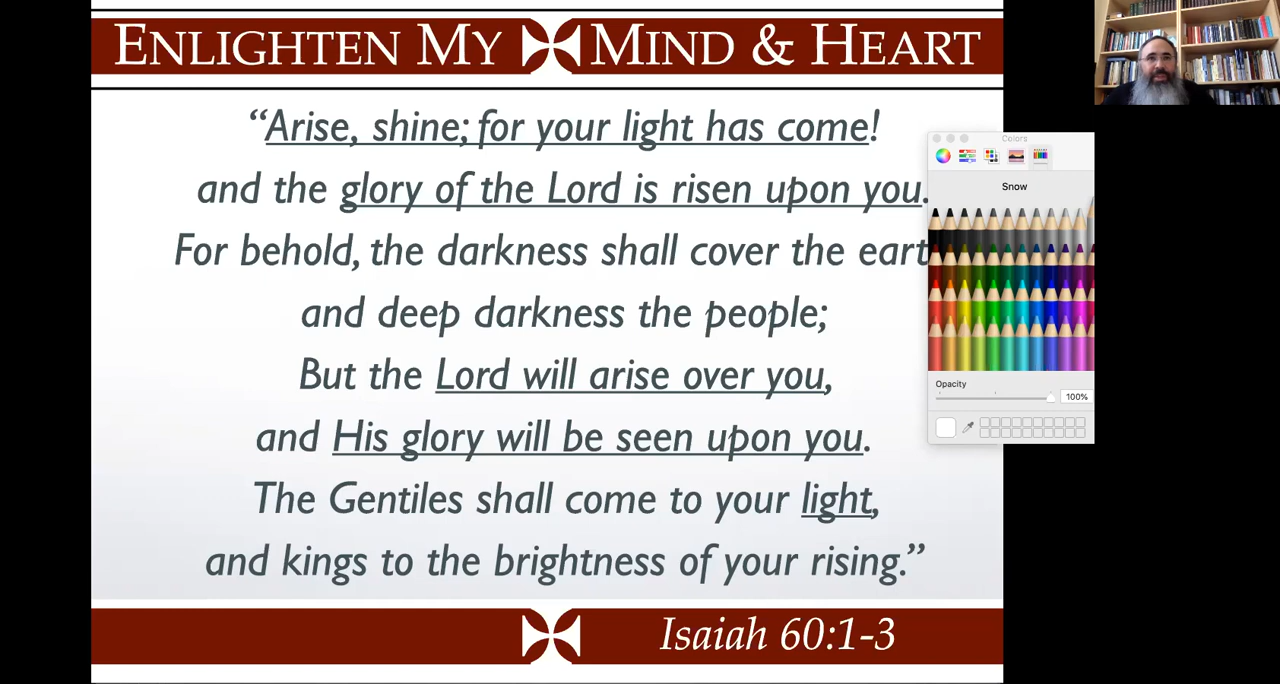 ENLIGHTEN MY MIND & HEART
“Arise, shine; for your light has come!
and the glory of the Lord is risen upon you.
For behold, the darkness shall cover the eart
and deep darkness the people;
But the Lord will arise over you,
and His glory will be seen upon you.
The Gentiles shall come to your light,
and kings to the brightness of your rising.”
Isaiah 60:1-3
Colors
Snow
Opacity
100%